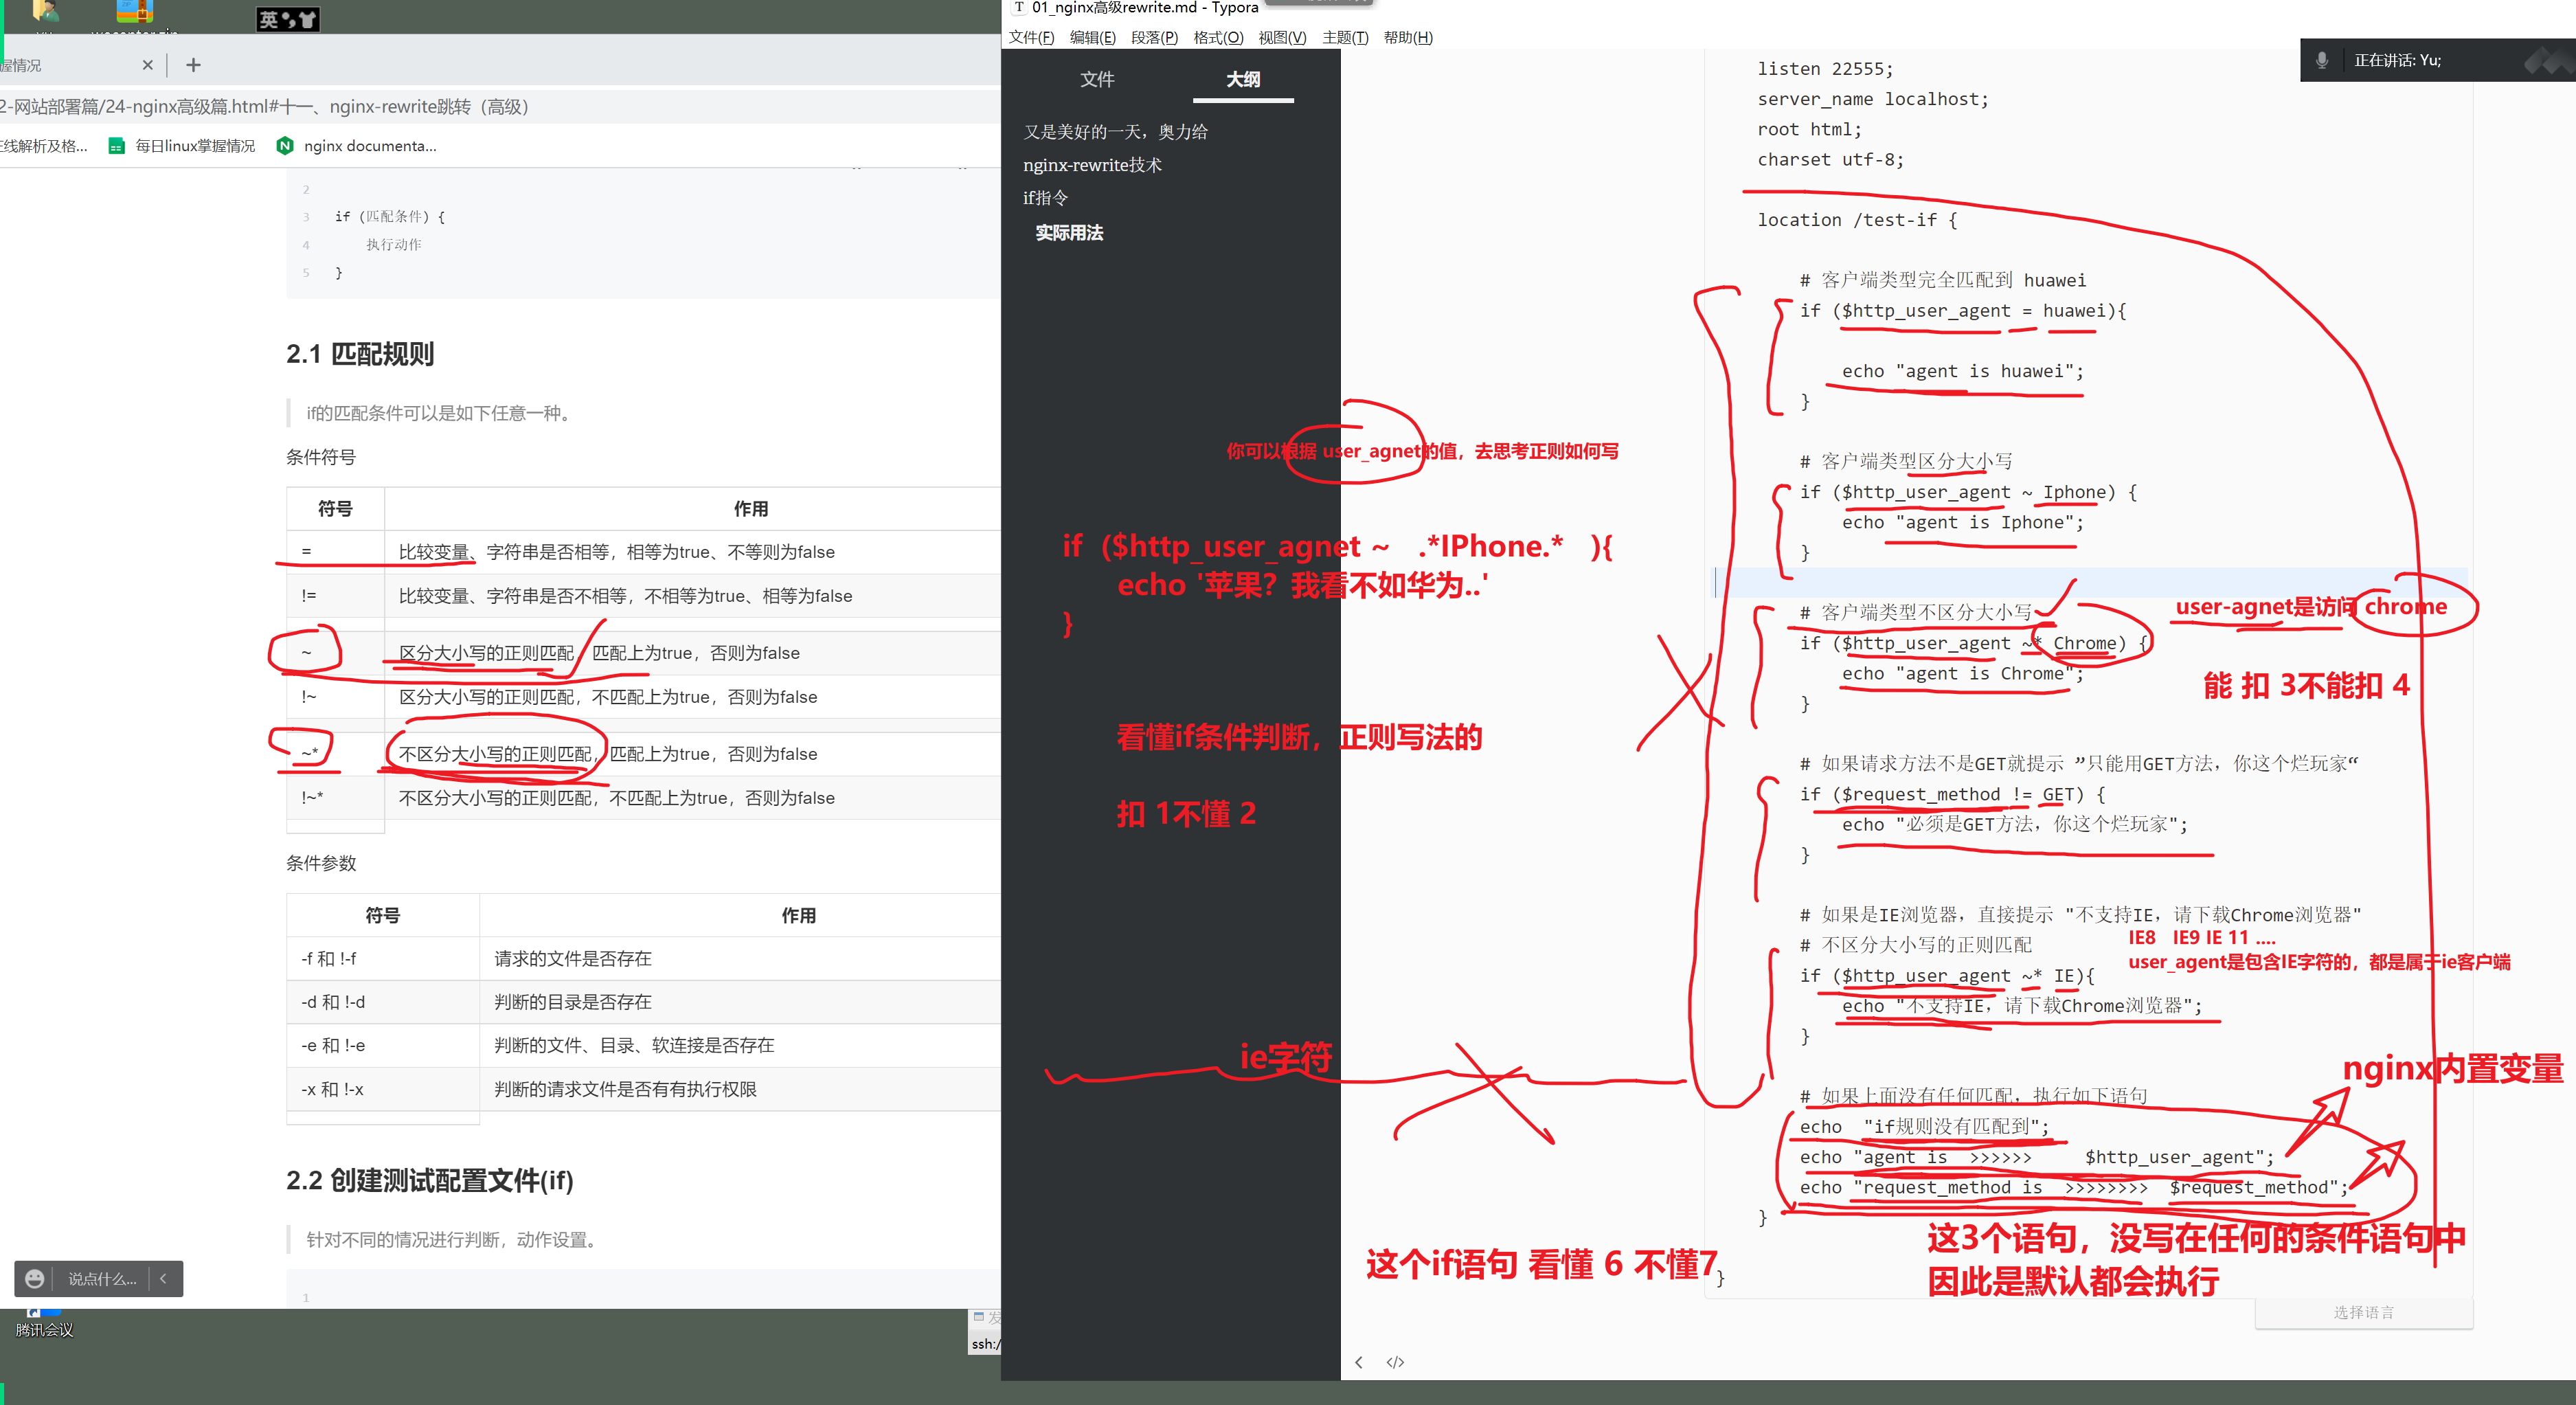 英
01_nginx高级rewrite.md - Typora
文件(F) 编辑(E) 段落(P) 格式(O) 视图(V) 主题(T) 帮助(H)
正在讲话: Yu;
握情况
2-网站部署篇/24-nginx高级篇.html#十一、nginx-rewrite跳转（高级）
在线解析及格... 每日linux掌握情况 nginx documenta...
2
3 if (匹配条件) {
4 执行动作
5 }
2.1 匹配规则
if的匹配条件可以是如下任意一种。
条件符号
符号 作用
= 比较变量、字符串是否相等，相等为true、不等则为false
!= 比较变量、字符串是否不相等，不相等为true、相等为false
~ 区分大小写的正则匹配，匹配上为true，否则为false
!~ 区分大小写的正则匹配，不匹配上为true，否则为false
~* 不区分大小写的正则匹配，匹配上为true，否则为false
!~* 不区分大小写的正则匹配，不匹配上为true，否则为false
条件参数
符号 作用
-f 和 !-f 请求的文件是否存在
-d 和 !-d 判断的目录是否存在
-e 和 !-e 判断的文件、目录、软连接是否存在
-x 和 !-x 判断的请求文件是否有有执行权限
2.2 创建测试配置文件(if)
针对不同的情况进行判断，动作设置。
1
说点什么...
腾讯会议
ssh:/
文件 大纲
又是美好的一天，奥力给
nginx-rewrite技术
if指令
实际用法
你可以根据 user_agnet的值，去思考正则如何写
if ($http_user_agnet ~ .*IPhone.* ){
echo '苹果？我看不如华为..'
}
看懂if条件判断，正则写法的
扣 1不懂 2
ie字符
这个if语句 看懂 6 不懂7
listen 22555;
server_name localhost;
root html;
charset utf-8;
location /test-if {
# 客户端类型完全匹配到 huawei
if ($http_user_agent = huawei){
echo "agent is huawei";
}
# 客户端类型区分大小写
if ($http_user_agent ~ Iphone) {
echo "agent is Iphone";
}
# 客户端类型不区分大小写
user-agnet是访问 chrome
if ($http_user_agent ~* Chrome) {
echo "agent is Chrome";
能 扣 3不能扣 4
}
# 如果请求方法不是GET就提示 ”只能用GET方法，你这个烂玩家“
if ($request_method != GET) {
echo "必须是GET方法，你这个烂玩家";
}
# 如果是IE浏览器，直接提示 "不支持IE，请下载Chrome浏览器"
IE8 IE9 IE 11 ....
# 不区分大小写的正则匹配
user_agent是包含IE字符的，都是属于ie客户端
if ($http_user_agent ~* IE){
echo "不支持IE，请下载Chrome浏览器";
}
nginx内置变量
# 如果上面没有任何匹配，执行如下语句
echo "if规则没有匹配到";
echo "agent is >>>>>> $http_user_agent";
echo "request_method is >>>>>>>> $request_method";
}
这3个语句，没写在任何的条件语句中
因此是默认都会执行
}
选择语言